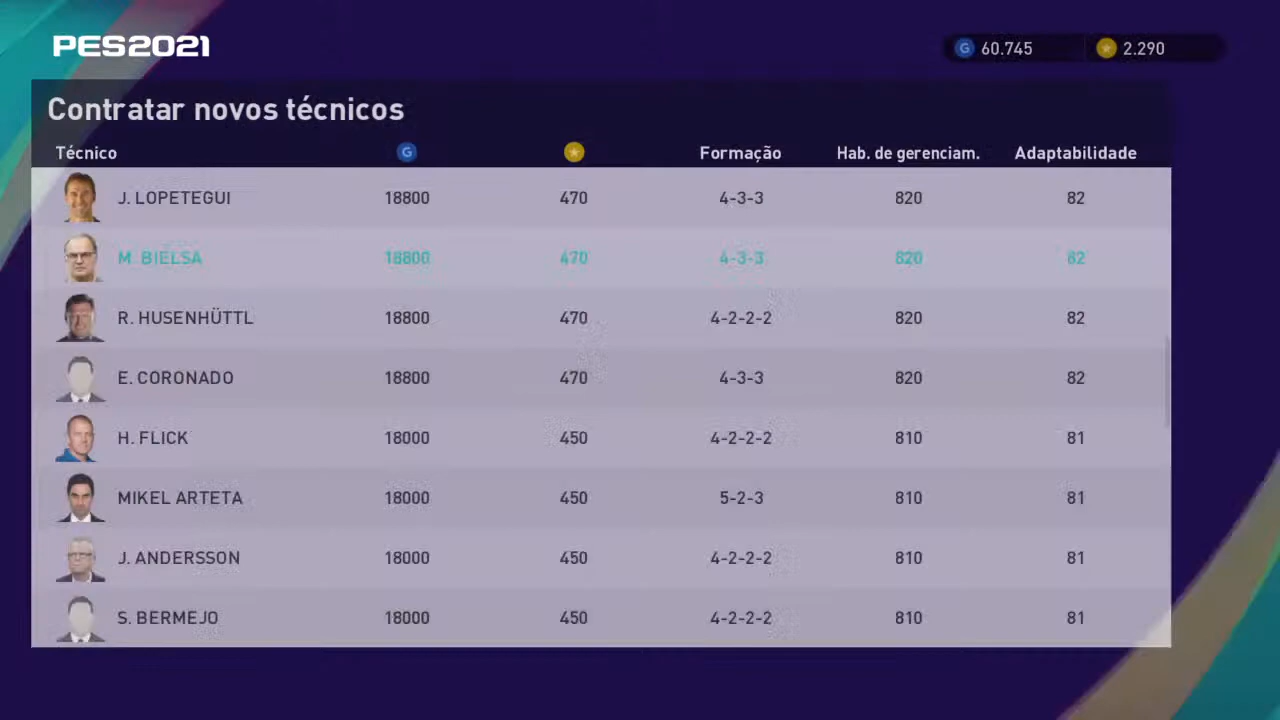 PES2021
G 60.745 2.290
Contratar novos técnicos
Técnico G Formação Hab. de gerenciam. Adaptabilidade
J. LOPETEGUI 18800 470 4-3-3 820 82
M. BIELSA 18800 470 4-3-3 820 82
R. HUSENHÜTTL 18800 470 4-2-2-2 820 82
E. CORONADO 18800 470 4-3-3 820 82
H. FLICK 18000 450 4-2-2-2 810 81
MIKEL ARTETA 18000 450 5-2-3 810 81
J. ANDERSSON 18000 450 4-2-2-2 810 81
S. BERMEJO 18000 450 4-2-2-2 810 81